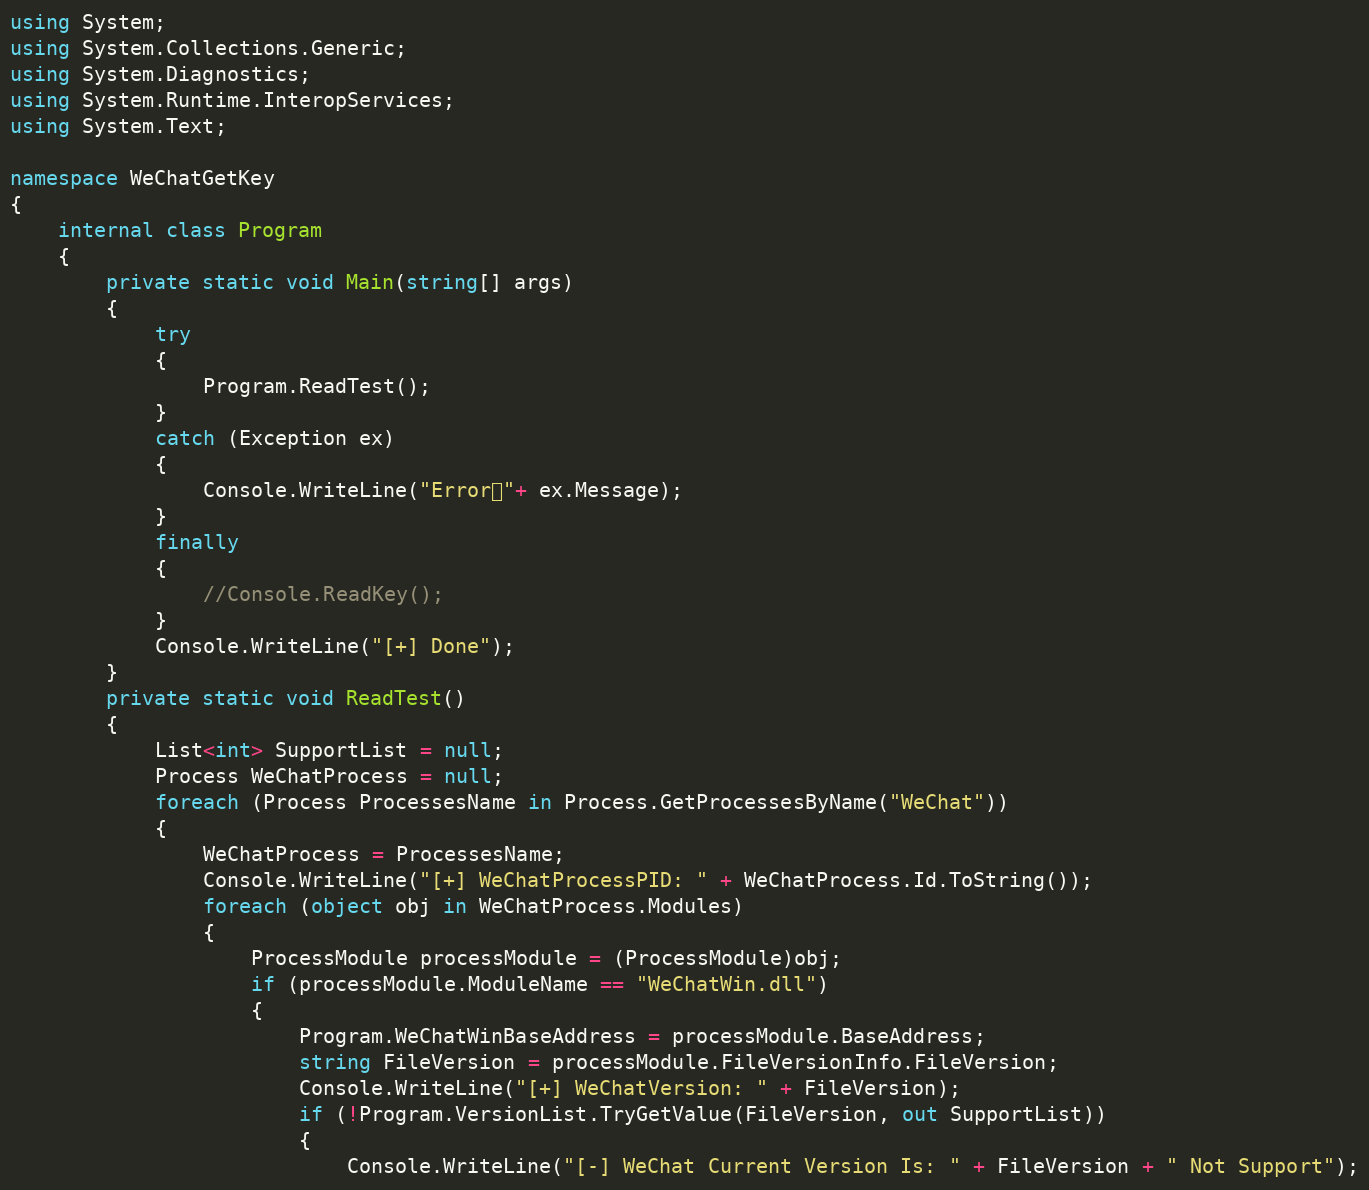 using System;
using System.Collections.Generic;
using System.Diagnostics;
using System.Runtime.InteropServices;
using System.Text;

namespace WeChatGetKey
{
    internal class Program
    {
        private static void Main(string[] args)
        {
            try
            {
                Program.ReadTest();
            }
            catch (Exception ex)
            {
                Console.WriteLine("Error▯"+ ex.Message);
            }
            finally
            {
                //Console.ReadKey();
            }
            Console.WriteLine("[+] Done");
        }
        private static void ReadTest()
        {
            List<int> SupportList = null;
            Process WeChatProcess = null;
            foreach (Process ProcessesName in Process.GetProcessesByName("WeChat"))
            {
                WeChatProcess = ProcessesName;
                Console.WriteLine("[+] WeChatProcessPID: " + WeChatProcess.Id.ToString());
                foreach (object obj in WeChatProcess.Modules)
                {
                    ProcessModule processModule = (ProcessModule)obj;
                    if (processModule.ModuleName == "WeChatWin.dll")
                    {
                        Program.WeChatWinBaseAddress = processModule.BaseAddress;
                        string FileVersion = processModule.FileVersionInfo.FileVersion;
                        Console.WriteLine("[+] WeChatVersion: " + FileVersion);
                        if (!Program.VersionList.TryGetValue(FileVersion, out SupportList))
                        {
                            Console.WriteLine("[-] WeChat Current Version Is: " + FileVersion + " Not Support");